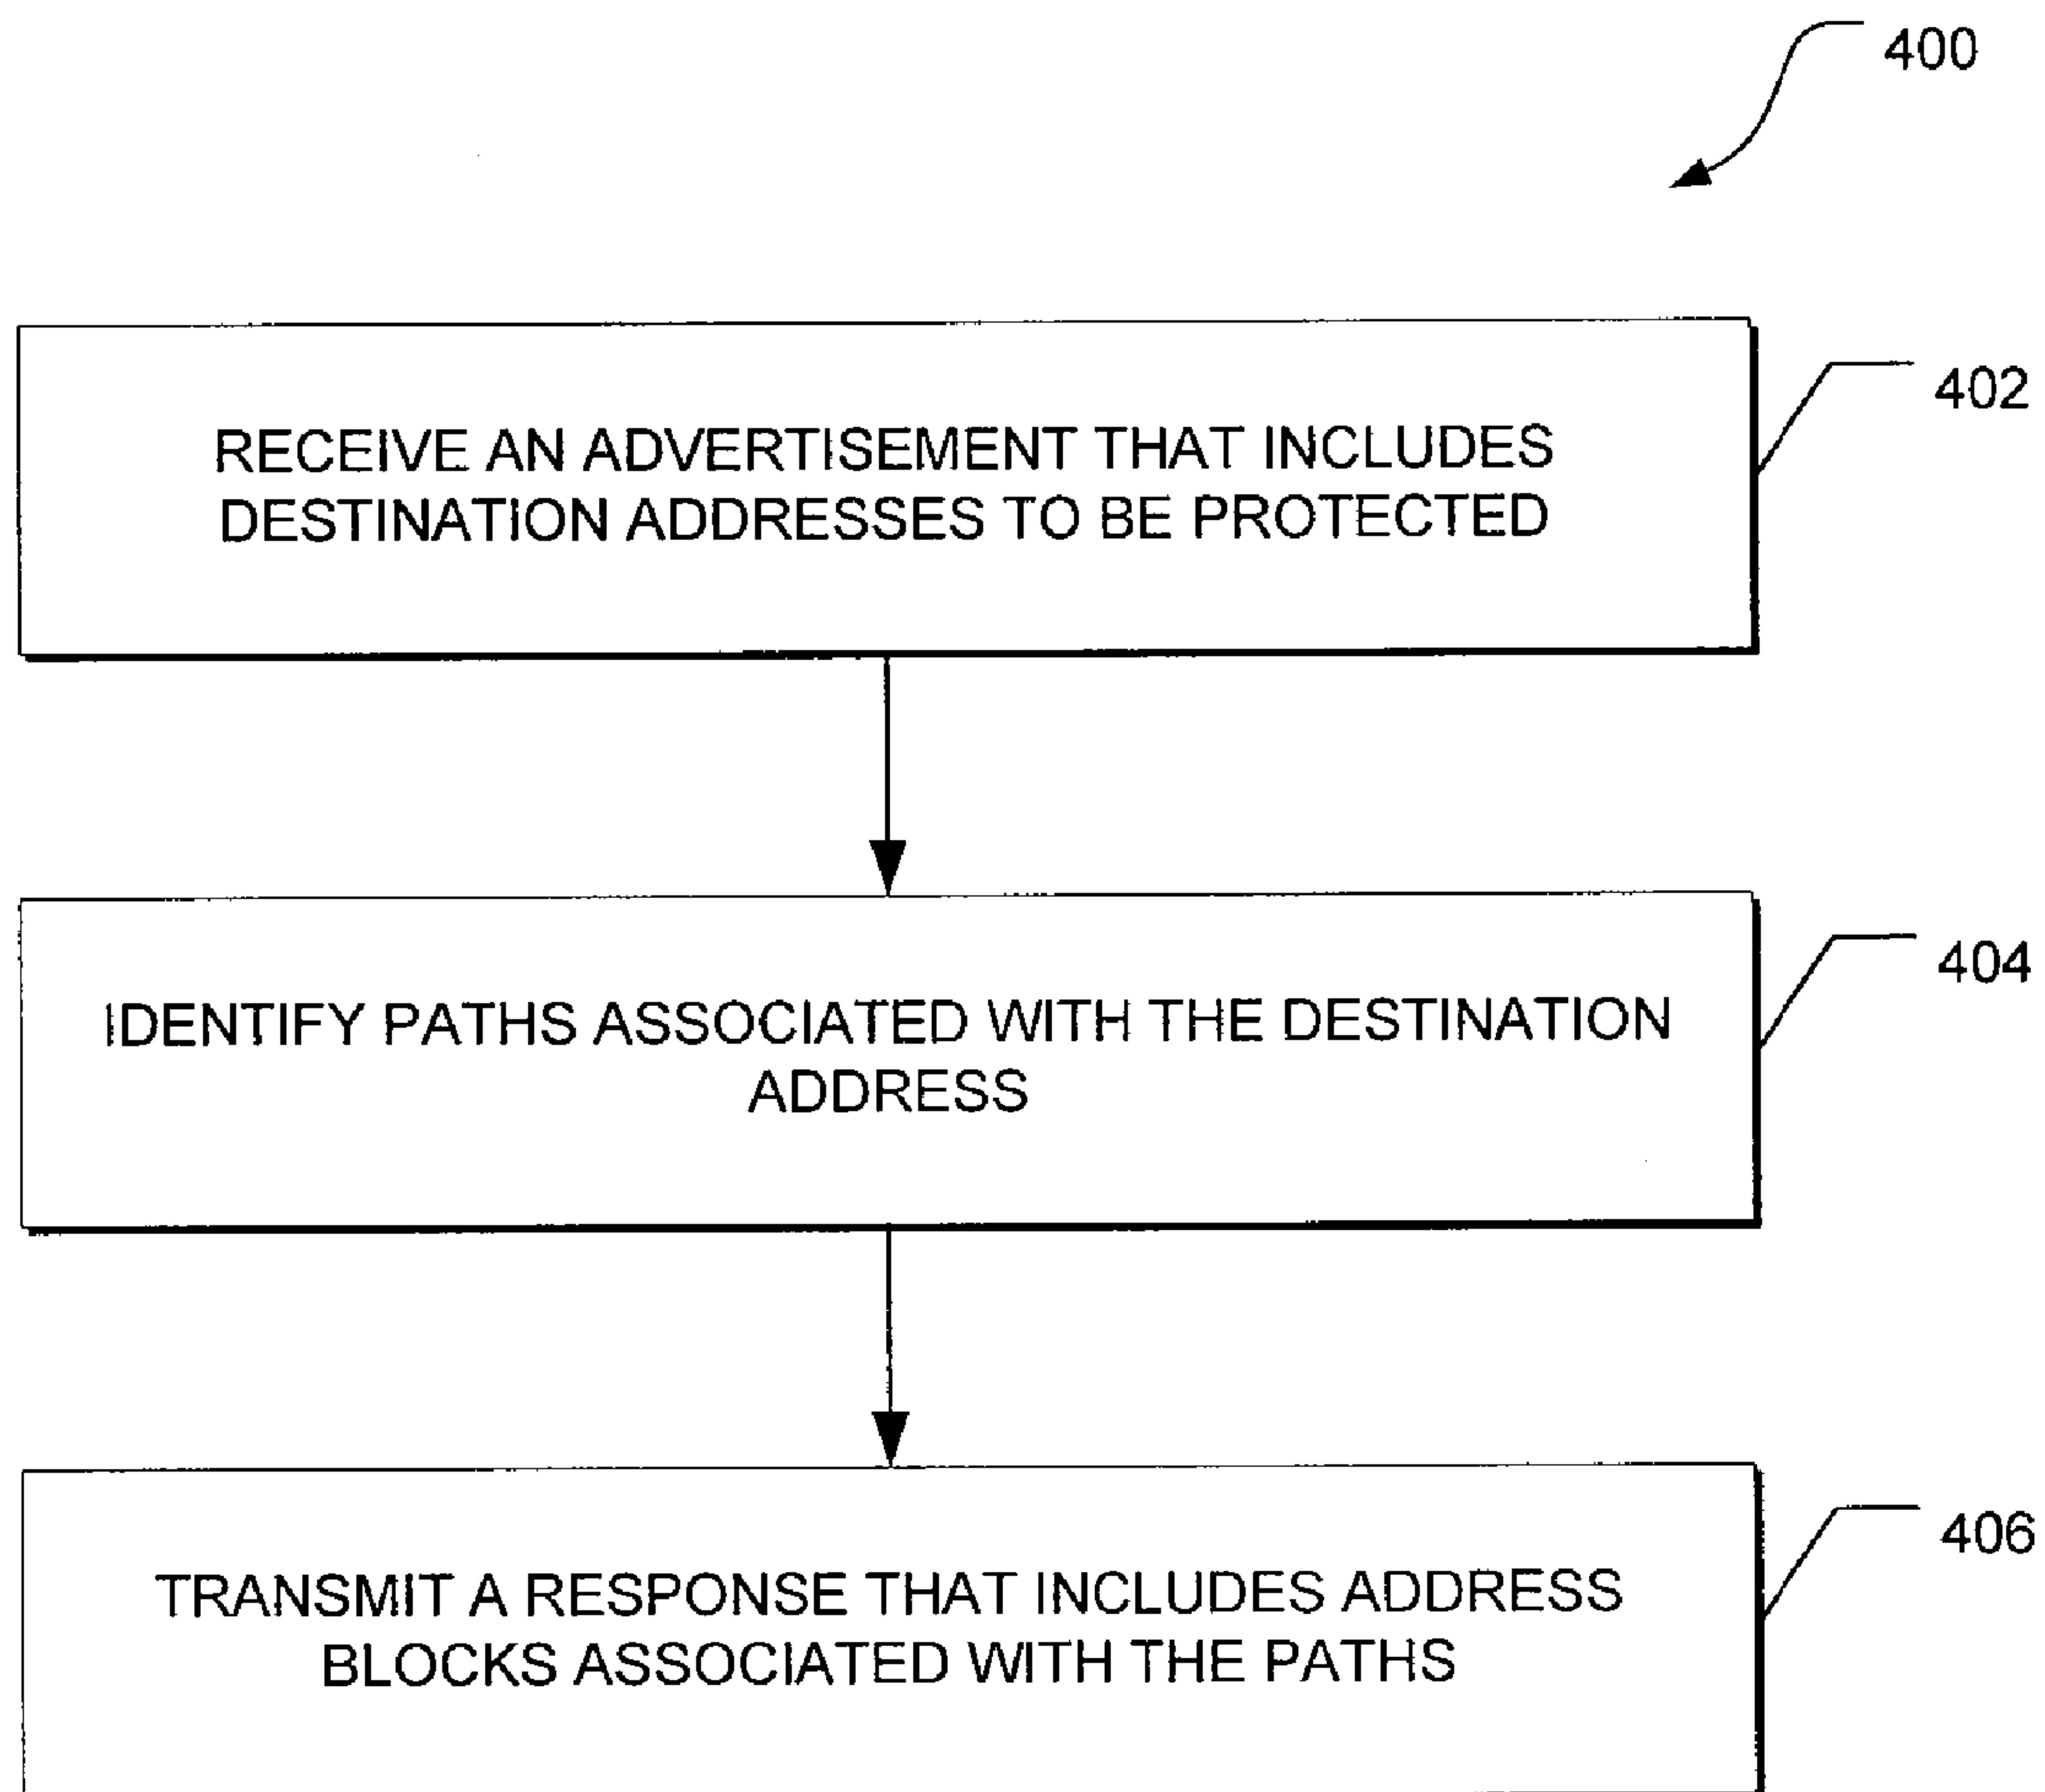 400
402
RECEIVE AN ADVERTISEMENT THAT INCLUDES
DESTINATION ADDRESSES TO BE PROTECTED
404
IDENTIFY PATHS ASSOCIATED WITH THE DESTINATION
ADDRESS
406
TRANSMIT A RESPONSE THAT INCLUDES ADDRESS
BLOCKS ASSOCIATED WITH THE PATHS